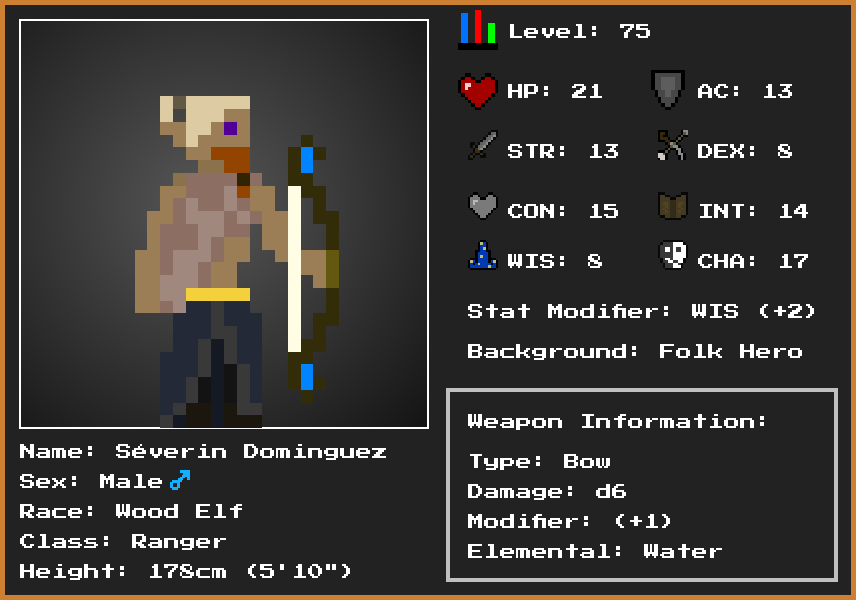 Level: 75
HP: 21 AC: 13
STR: 13 DEX: 8
CON: 15 INT: 14
WIS: 8 CHA: 17
Stat Modifier: WIS (+2)
Background: Folk Hero
Weapon Information:
Type: Bow
Damage: d6
Modifier: (+1)
Elemental: Water
Name: Séverin Dominguez
Sex: Male ♂
Race: Wood Elf
Class: Ranger
Height: 178cm (5'10")